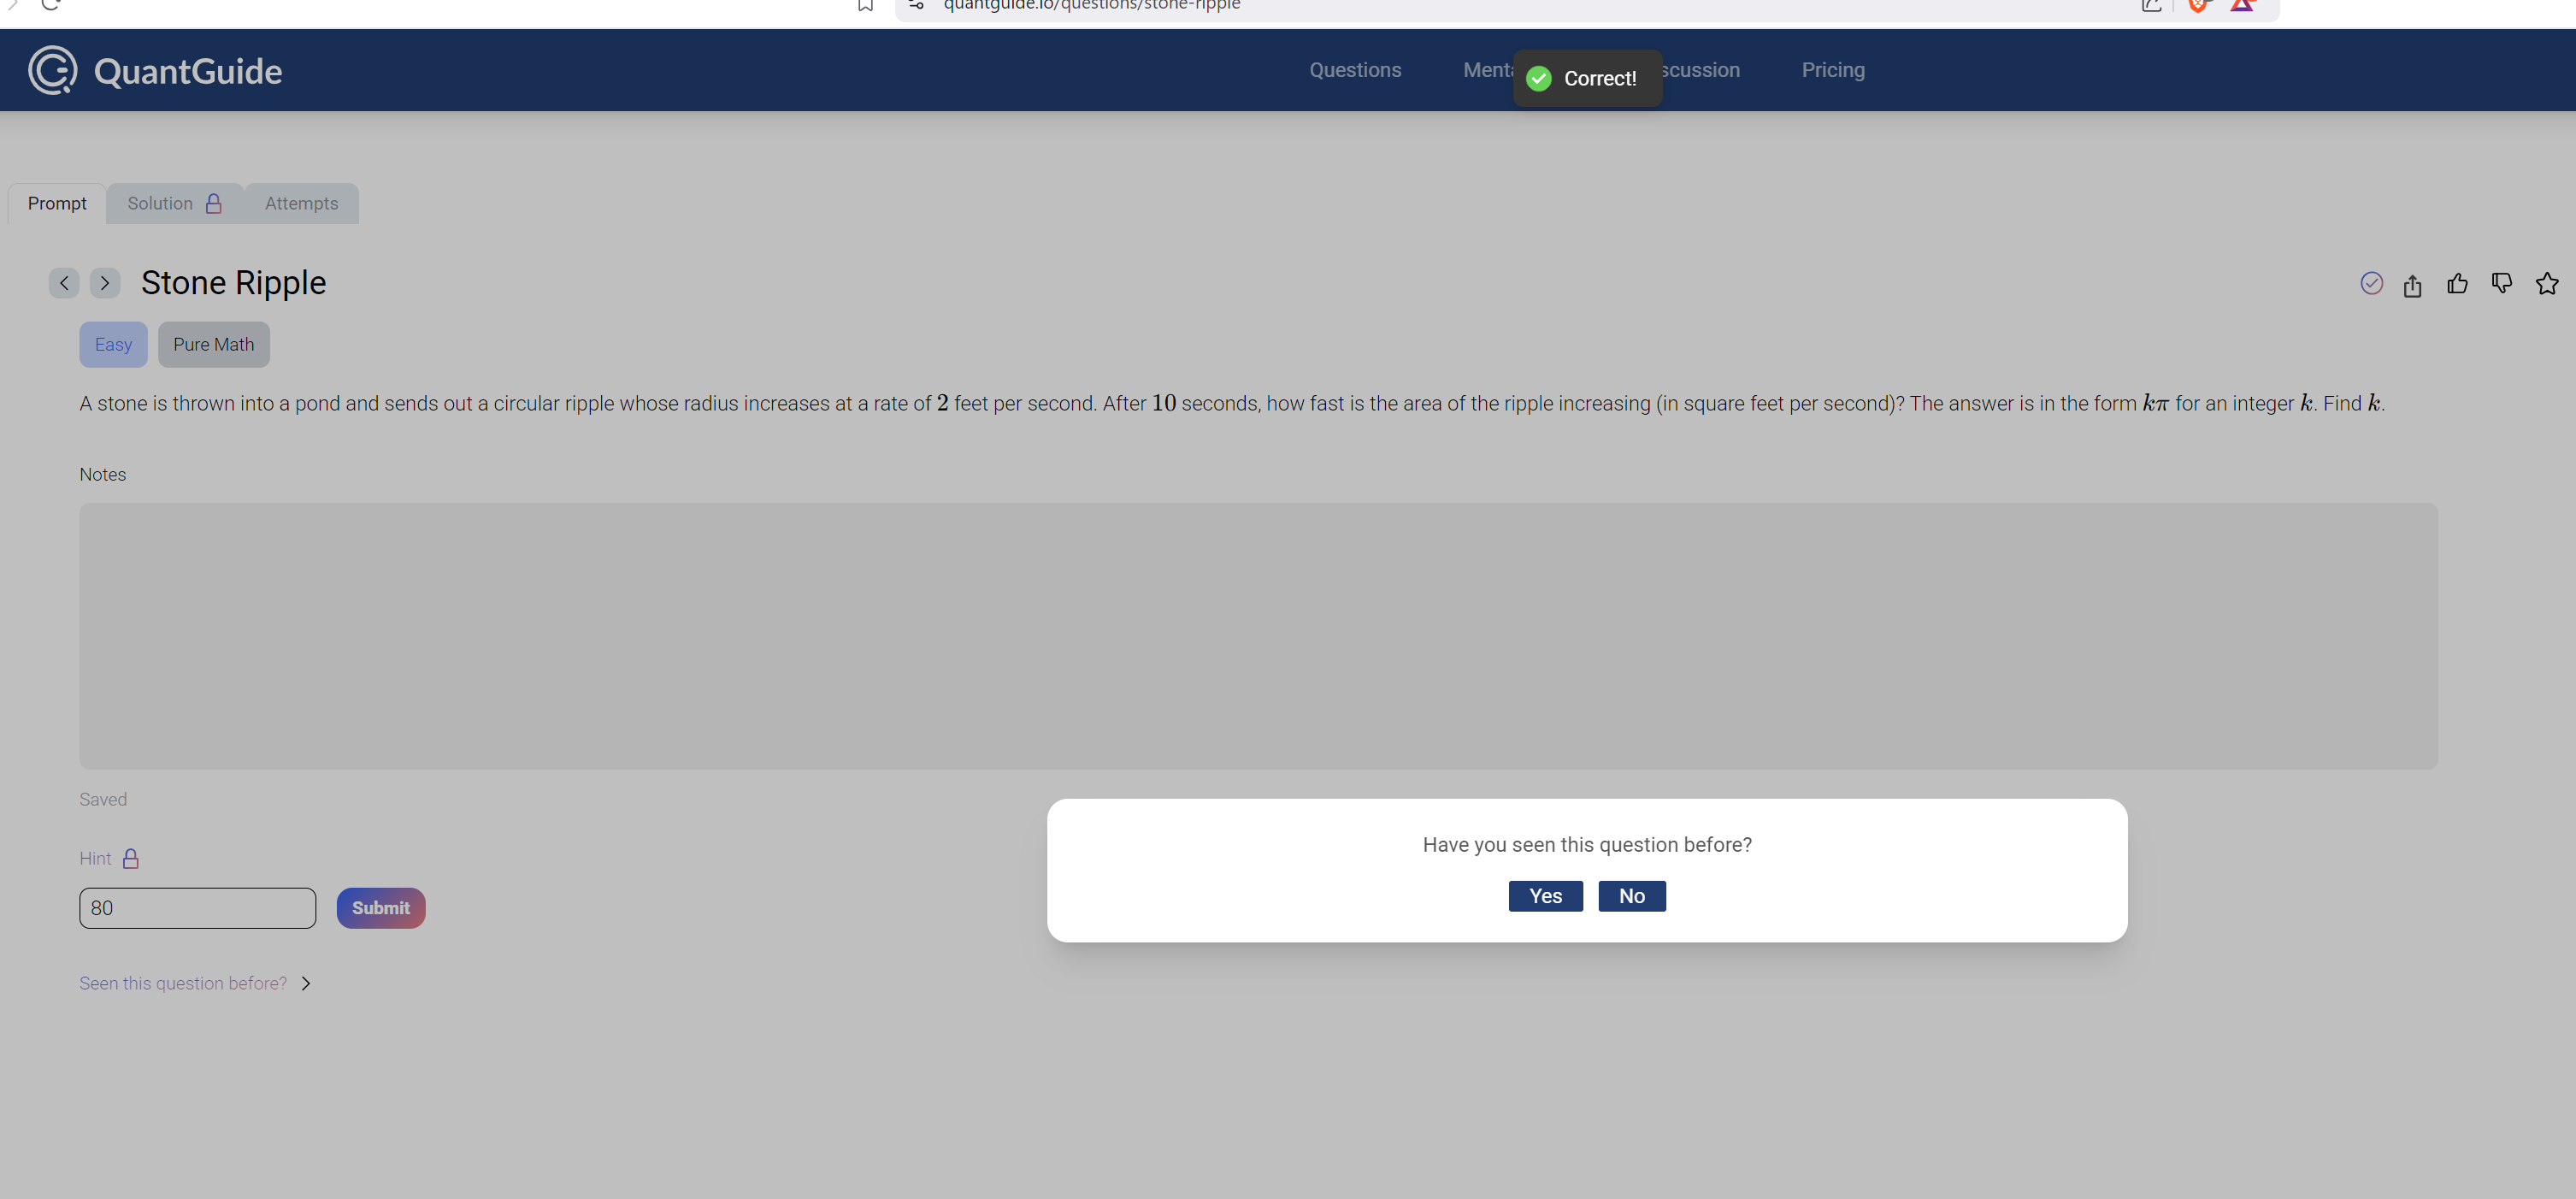 quantguide.io/questions/stone-ripple
QuantGuide
Questions
Pricing
Correct!
Prompt
Solution
Attempts
Stone Ripple
Easy
Pure Math
A stone is thrown into a pond and sends out a circular ripple whose radius increases at a rate of 2 feet per second. After 10 seconds, how fast is the area of the ripple increasing (in square feet per second)? The answer is in the form kπ for an integer k. Find k.
Notes
Saved
Hint
80
Submit
Seen this question before?
Have you seen this question before?
Yes
No